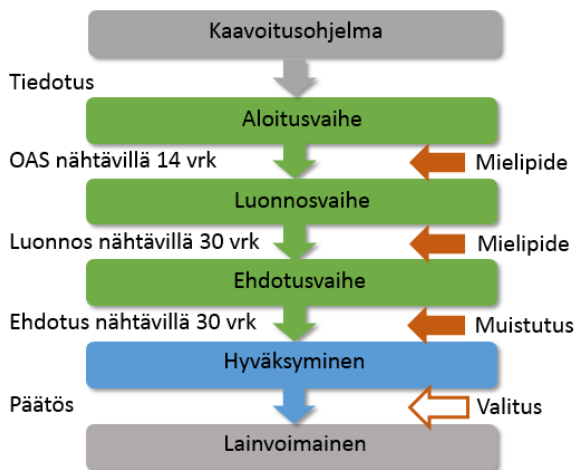 Kaavoitusohjelma
Tiedotus
Aloitusvaihe
OAS nähtävillä 14 vrk
Mielipide
Luonnosvaihe
Luonnos nähtävillä 30 vrk
Mielipide
Ehdotusvaihe
Ehdotus nähtävillä 30 vrk
Muistutus
Hyväksyminen
Päätös
Valitus
Lainvoimainen